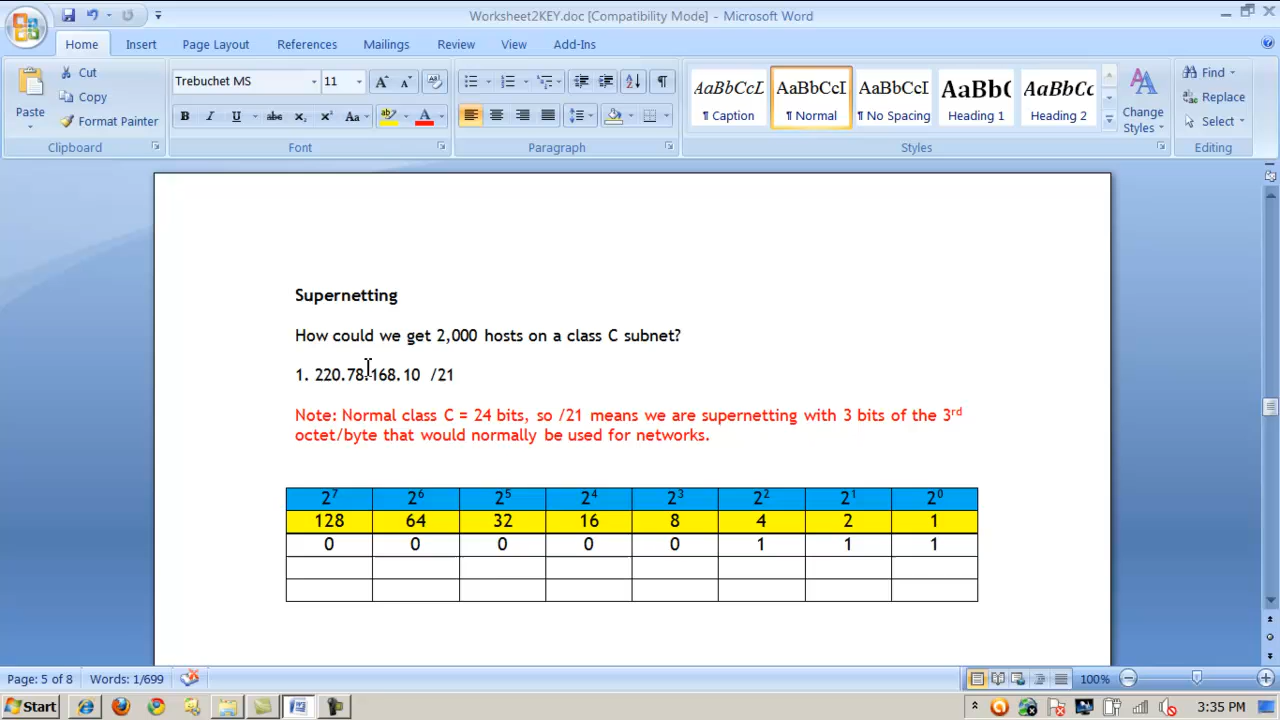 Worksheet2KEY.doc [Compatibility Mode] - Microsoft Word
Home Insert Page Layout References Mailings Review View Add-Ins
Paste
Cut
Copy
Format Painter
Clipboard
Trebuchet MS 11
B I U abc X₂ X² Aa A
Font
Paragraph
AaBbCcL AaBbCcI AaBbCcI AaBbC AaBbCc
¶ Caption ¶ Normal ¶ No Spacing Heading 1 Heading 2
Change Styles
Styles
Find
Replace
Select
Editing
Supernetting
How could we get 2,000 hosts on a class C subnet?
1. 220.78.168.10 /21
Note: Normal class C = 24 bits, so /21 means we are supernetting with 3 bits of the 3rd
octet/byte that would normally be used for networks.
2⁷ 2⁶ 2⁵ 2⁴ 2³ 2² 2¹ 2⁰
128 64 32 16 8 4 2 1
0 0 0 0 0 1 1 1
Page: 5 of 8 Words: 1/699 100%
Start 3:35 PM